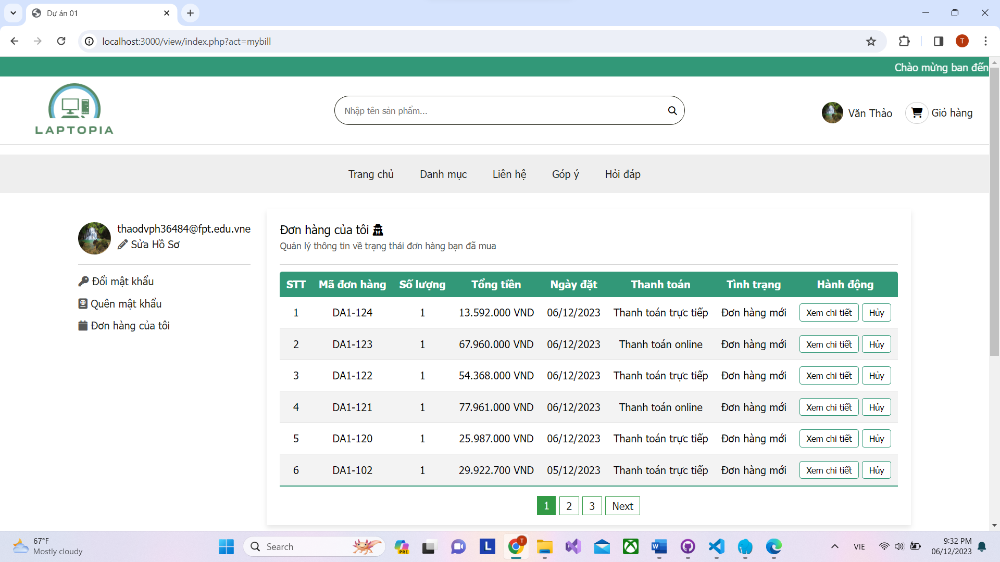 Dự án 01
localhost:3000/view/index.php?act=mybill
T
Chào mừng bạn đến
LAPTOPIA
Nhập tên sản phẩm...
Văn Thảo
Giỏ hàng
Trang chủ Danh mục Liên hệ Góp ý Hỏi đáp
thaodvph36484@fpt.edu.vne
Sửa Hồ Sơ
Đổi mật khẩu
Quên mật khẩu
Đơn hàng của tôi
Đơn hàng của tôi
Quản lý thông tin về trạng thái đơn hàng bạn đã mua
STT Mã đơn hàng Số lượng Tổng tiền Ngày đặt Thanh toán Tình trạng Hành động
1 DA1-124 1 13.592.000 VND 06/12/2023 Thanh toán trực tiếp Đơn hàng mới Xem chi tiết Hủy
2 DA1-123 1 67.960.000 VND 06/12/2023 Thanh toán online Đơn hàng mới Xem chi tiết Hủy
3 DA1-122 1 54.368.000 VND 06/12/2023 Thanh toán trực tiếp Đơn hàng mới Xem chi tiết Hủy
4 DA1-121 1 77.961.000 VND 06/12/2023 Thanh toán online Đơn hàng mới Xem chi tiết Hủy
5 DA1-120 1 25.987.000 VND 06/12/2023 Thanh toán trực tiếp Đơn hàng mới Xem chi tiết Hủy
6 DA1-102 1 29.922.700 VND 05/12/2023 Thanh toán trực tiếp Đơn hàng mới Xem chi tiết Hủy
1 2 3 Next
67°F
Mostly cloudy
Search
PRE
L
T
W
VIE
9:32 PM
06/12/2023